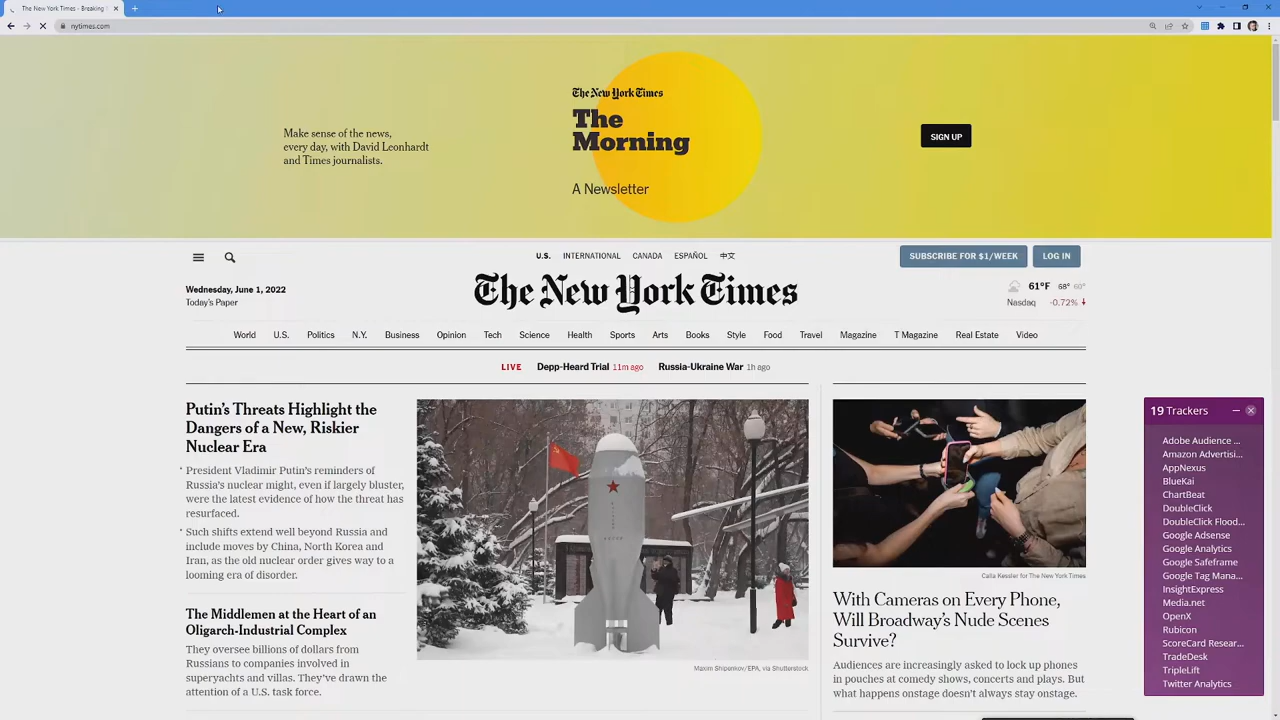 The New York Times - Breaking
nytimes.com
The New York Times
The
Morning
A Newsletter
Make sense of the news,
every day, with David Leonhardt
and Times journalists.
SIGN UP
U.S. INTERNATIONAL CANADA ESPAÑOL 中文
SUBSCRIBE FOR $1/WEEK LOG IN
The New York Times
Wednesday, June 1, 2022
Today's Paper
61°F 68° 60°
Nasdaq -0.72%
World U.S. Politics N.Y. Business Opinion Tech Science Health Sports Arts Books Style Food Travel Magazine T Magazine Real Estate Video
LIVE Depp-Heard Trial 11m ago Russia-Ukraine War 1h ago
Putin's Threats Highlight the
Dangers of a New, Riskier
Nuclear Era
President Vladimir Putin's reminders of
Russia's nuclear might, even if largely bluster,
were the latest evidence of how the threat has
resurfaced.
Such shifts extend well beyond Russia and
include moves by China, North Korea and
Iran, as the old nuclear order gives way to a
looming era of disorder.
The Middlemen at the Heart of an
Oligarch-Industrial Complex
They oversee billions of dollars from
Russians to companies involved in
superyachts and villas. They've drawn the
attention of a U.S. task force.
Maxim Shipenkov/EPA, via Shutterstock
Calla Kessler for The New York Times
With Cameras on Every Phone,
Will Broadway's Nude Scenes
Survive?
Audiences are increasingly asked to lock up phones
in pouches at comedy shows, concerts and plays. But
what happens onstage doesn't always stay onstage.
19 Trackers
Adobe Audience ...
Amazon Advertisi...
AppNexus
BlueKai
ChartBeat
DoubleClick
DoubleClick Flood...
Google Adsense
Google Analytics
Google Safeframe
Google Tag Mana...
InsightExpress
Media.net
OpenX
Rubicon
ScoreCard Resear...
TradeDesk
TripleLift
Twitter Analytics